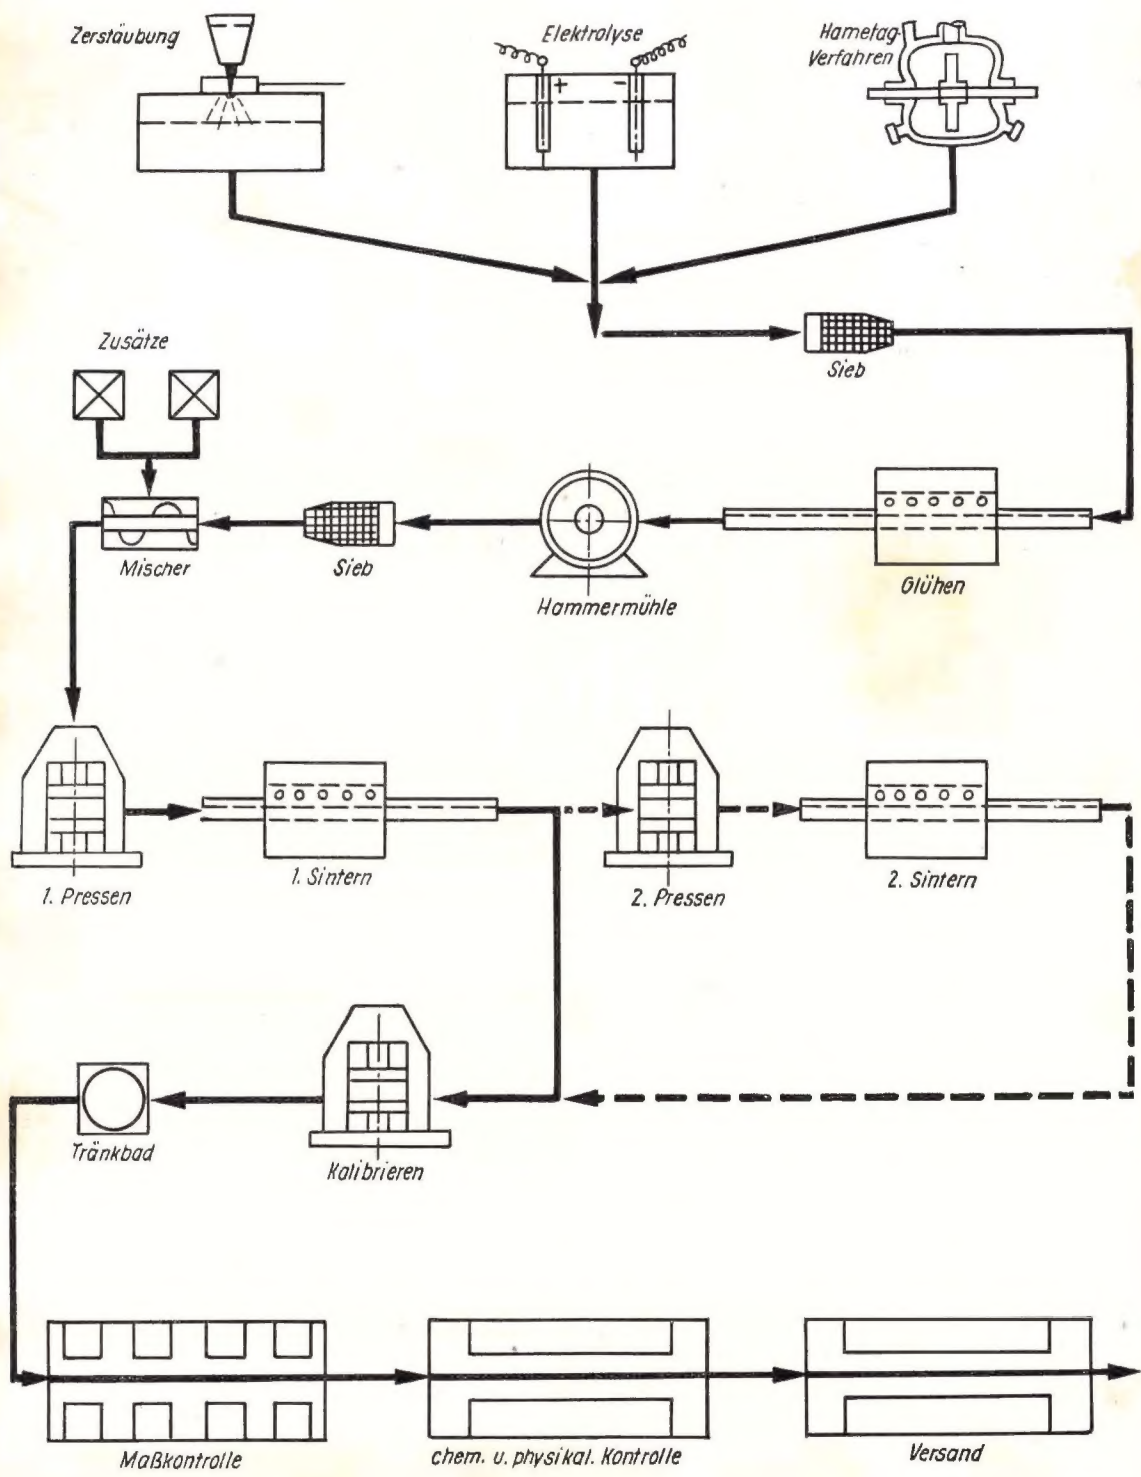 Zerstäubung
Elektrolyse
Hametag-
Verfahren
+
-
Sieb
Zusätze
Mischer
Sieb
Hammermühle
Glühen
1. Pressen
1. Sintern
2. Pressen
2. Sintern
Tränkbad
Kalibrieren
Maßkontrolle
chem. u. physikal. Kontrolle
Versand